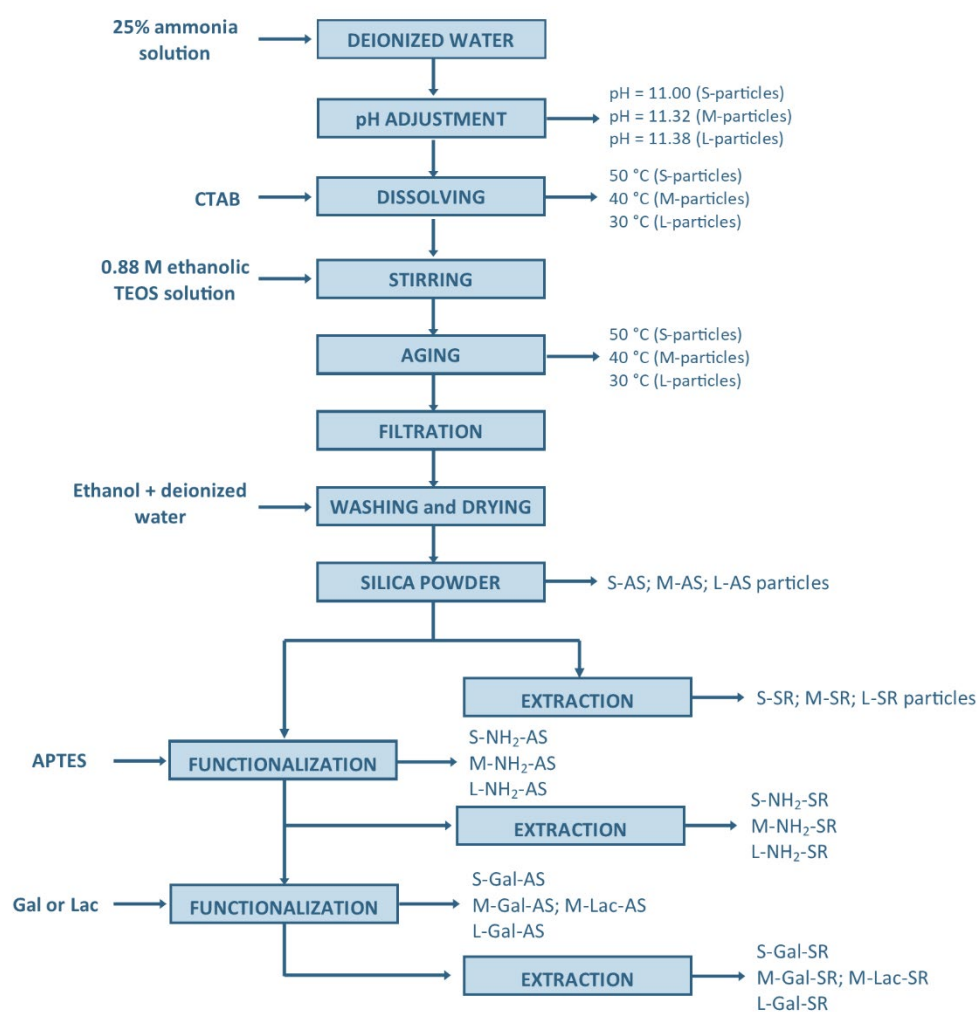 25% ammonia
solution
DEIONIZED WATER
pH ADJUSTMENT
pH = 11.00 (S-particles)
pH = 11.32 (M-particles)
pH = 11.38 (L-particles)
CTAB
DISSOLVING
50 °C (S-particles)
40 °C (M-particles)
30 °C (L-particles)
0.88 M ethanolic
TEOS solution
STIRRING
AGING
50 °C (S-particles)
40 °C (M-particles)
30 °C (L-particles)
FILTRATION
Ethanol + deionized
water
WASHING and DRYING
SILICA POWDER
S-AS; M-AS; L-AS particles
EXTRACTION
S-SR; M-SR; L-SR particles
APTES
FUNCTIONALIZATION
S-NH₂-AS
M-NH₂-AS
L-NH₂-AS
EXTRACTION
S-NH₂-SR
M-NH₂-SR
L-NH₂-SR
Gal or Lac
FUNCTIONALIZATION
S-Gal-AS
M-Gal-AS; M-Lac-AS
L-Gal-AS
EXTRACTION
S-Gal-SR
M-Gal-SR; M-Lac-SR
L-Gal-SR